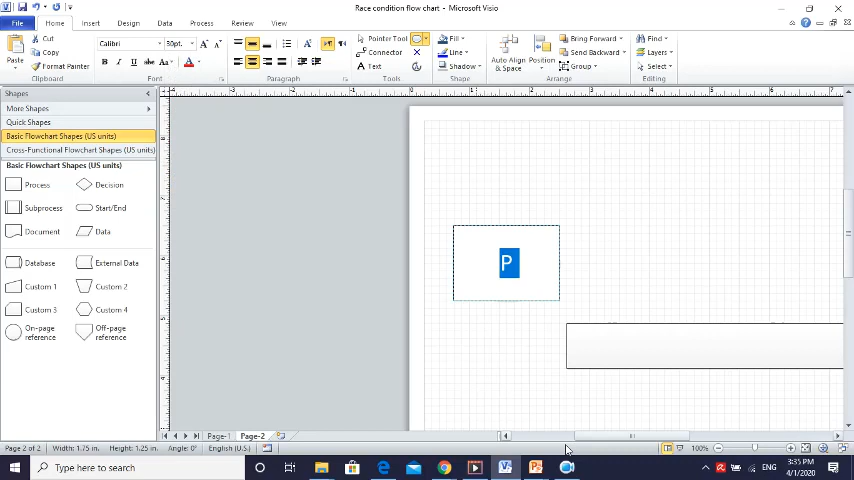 Race condition flow chart - Microsoft Visio
File Home Insert Design Data Process Review View
Paste
Cut
Copy
Format Painter
Clipboard
Calibri 30pt.
B I U
Font
Paragraph
Pointer Tool
Connector
Text
Tools
Fill
Line
Shadow
Shape
Auto Align & Space
Position
Bring Forward
Send Backward
Group
Arrange
Find
Layers
Select
Editing
Shapes
More Shapes
Quick Shapes
Basic Flowchart Shapes (US units)
Cross-Functional Flowchart Shapes (US units)
Basic Flowchart Shapes (US units)
Process Decision
Subprocess Start/End
Document Data
Database External Data
Custom 1 Custom 2
Custom 3 Custom 4
On-page reference Off-page reference
P
Page-1 Page-2
Page 2 of 2 Width: 1.75 in. Height: 1.25 in. Angle: 0° English (U.S.) 100%
Type here to search
ENG
3:35 PM
4/1/2020